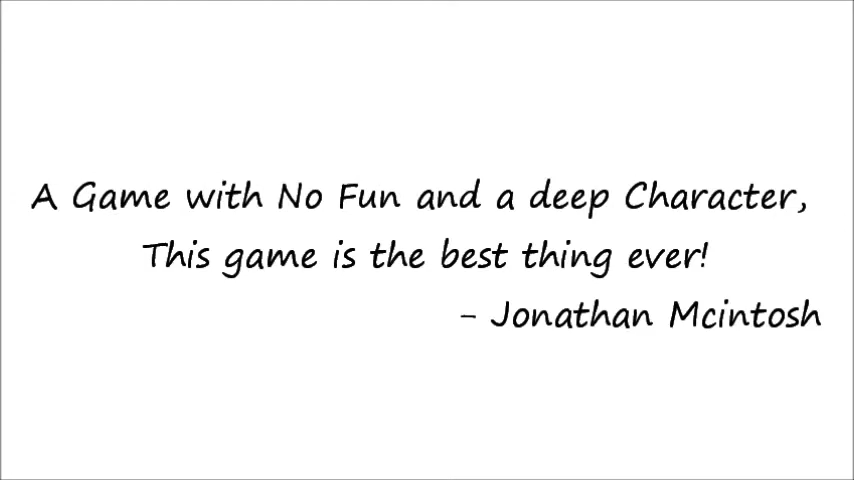 A Game with No Fun and a deep Character,
This game is the best thing ever!
- Jonathan Mcintosh